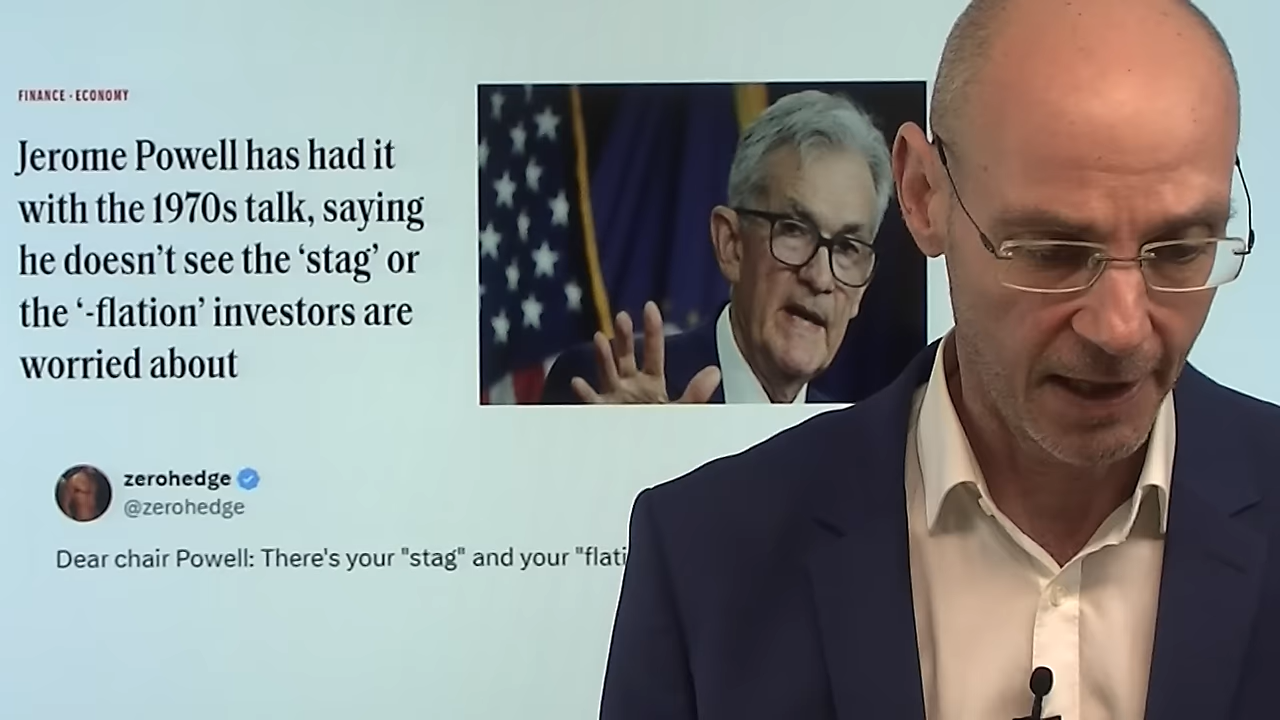 FINANCE · ECONOMY
Jerome Powell has had it
with the 1970s talk, saying
he doesn’t see the ‘stag’ or
the ‘-flation’ investors are
worried about
zerohedge
@zerohedge
Dear chair Powell: There's your "stag" and your "flati